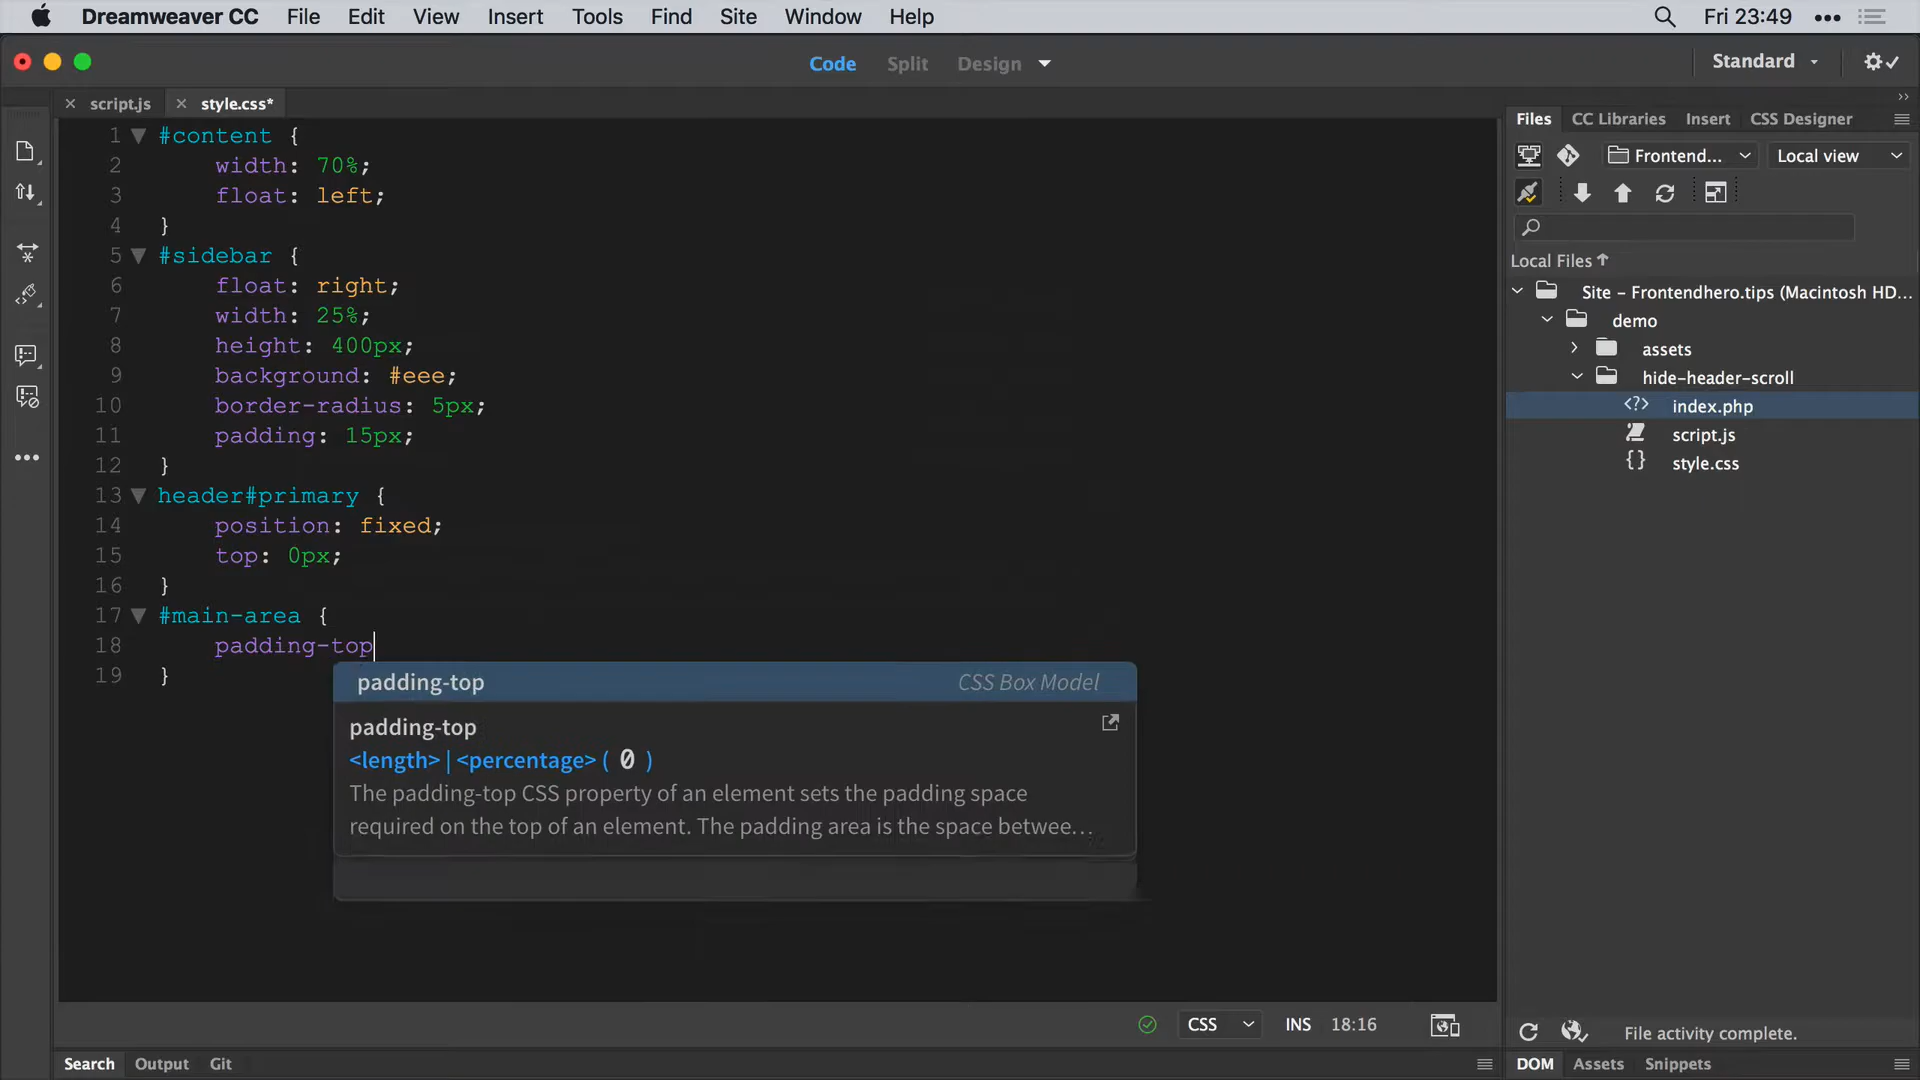 Dreamweaver CC File Edit View Insert Tools Find Site Window Help Fri 23:49
Code Split Design Standard
script.js style.css*
1 #content {
2 width: 70%;
3 float: left;
4 }
5 #sidebar {
6 float: right;
7 width: 25%;
8 height: 400px;
9 background: #eee;
10 border-radius: 5px;
11 padding: 15px;
12 }
13 header#primary {
14 position: fixed;
15 top: 0px;
16 }
17 #main-area {
18 padding-top
19 }
padding-top CSS Box Model
padding-top
<length> | <percentage> ( 0 )
The padding-top CSS property of an element sets the padding space
required on the top of an element. The padding area is the space betwee...
CSS INS 18:16
Search Output Git
Files CC Libraries Insert CSS Designer
Frontend... Local view
Local Files
Site – Frontendhero.tips (Macintosh HD...
demo
assets
hide-header-scroll
index.php
script.js
style.css
File activity complete.
DOM Assets Snippets